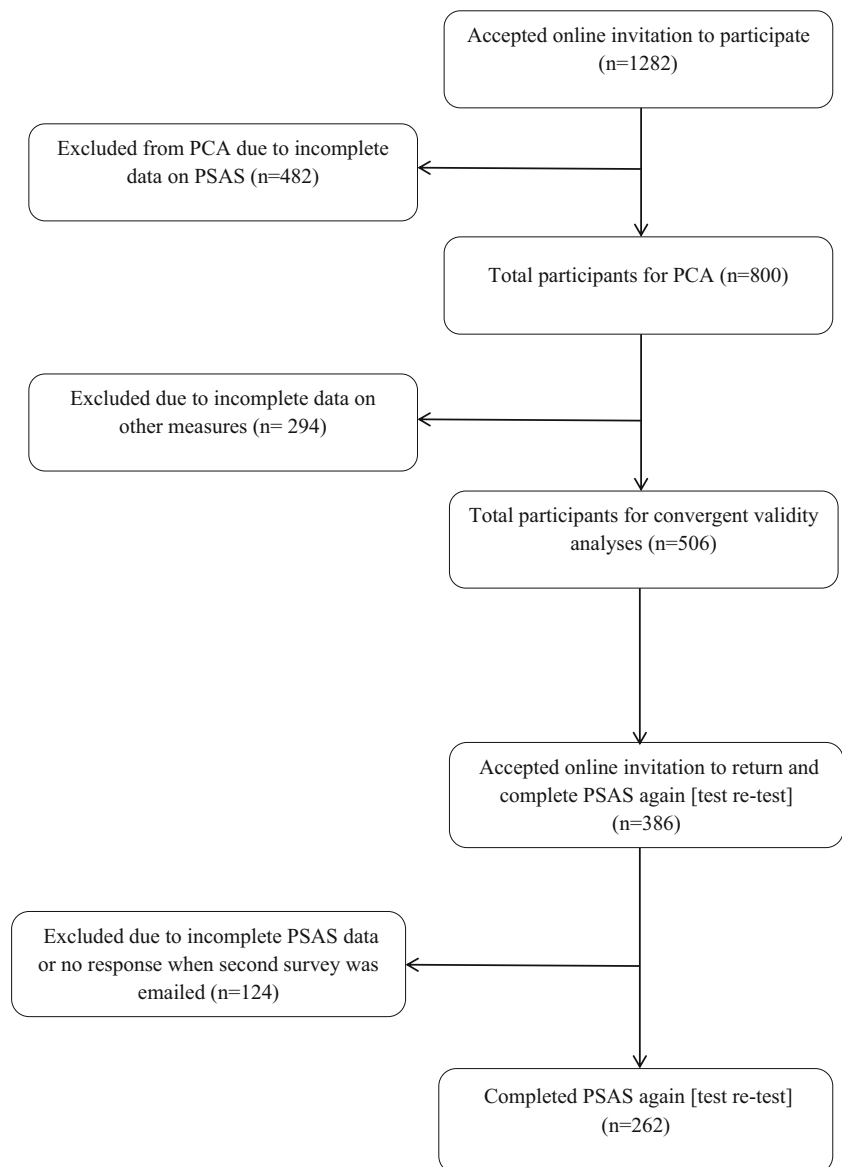 Accepted online invitation to participate
(n=1282)
Excluded from PCA due to incomplete
data on PSAS (n=482)
Total participants for PCA (n=800)
Excluded due to incomplete data on
other measures (n= 294)
Total participants for convergent validity
analyses (n=506)
Accepted online invitation to return and
complete PSAS again [test re-test]
(n=386)
Excluded due to incomplete PSAS data
or no response when second survey was
emailed (n=124)
Completed PSAS again [test re-test]
(n=262)